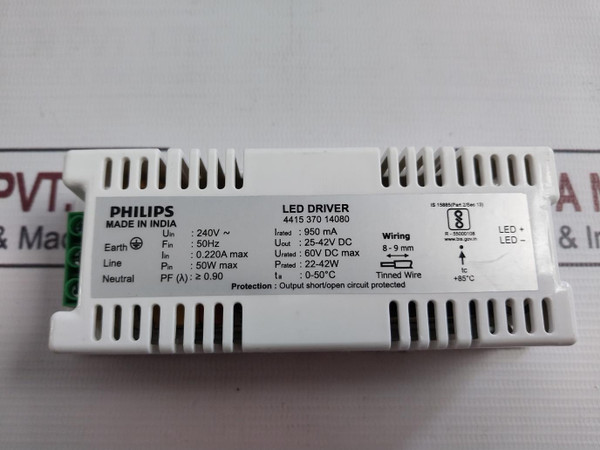 PHILIPS
MADE IN INDIA
Earth
Line
Neutral
Uin : 240V ~
Fin : 50Hz
Iin : 0.220A max
Pin : 50W max
PF (λ) : ≥ 0.90
LED DRIVER
4415 370 14080
Irated : 950 mA
Uout : 25-42V DC
Urated : 60V DC max
Prated : 22-42W
ta : 0-50°C
Protection : Output short/open circuit protected
Wiring
8 - 9 mm
Tinned Wire
IS 15885(Part 2/Sec 13)
R - 55000108
www.bis.gov.in
tc
+85°C
LED +
LED –
PVT.
& Mac
A M
& In